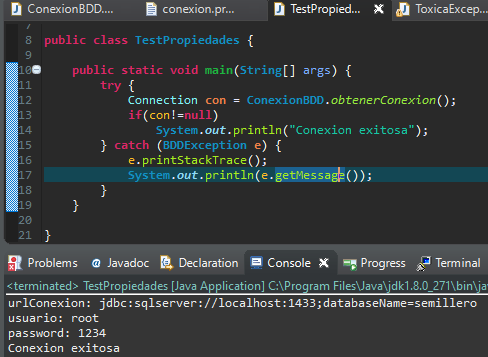 ConexionBDD....
conexion.pr...
TestPropied...
ToxicaExcep...
8 public class TestPropiedades {
9
10 public static void main(String[] args) {
11 try {
12 Connection con = ConexionBDD.obtenerConexion();
13 if(con!=null)
14 System.out.println("Conexion exitosa");
15 } catch (BDDException e) {
16 e.printStackTrace();
17 System.out.println(e.getMessage());
18 }
19 }
20
21 }
Problems
Javadoc
Declaration
Console
Progress
Terminal
<terminated> TestPropiedades [Java Application] C:\Program Files\Java\jdk1.8.0_271\bin\jav
urlConexion: jdbc:sqlserver://localhost:1433;databaseName=semillero
usuario: root
password: 1234
Conexion exitosa